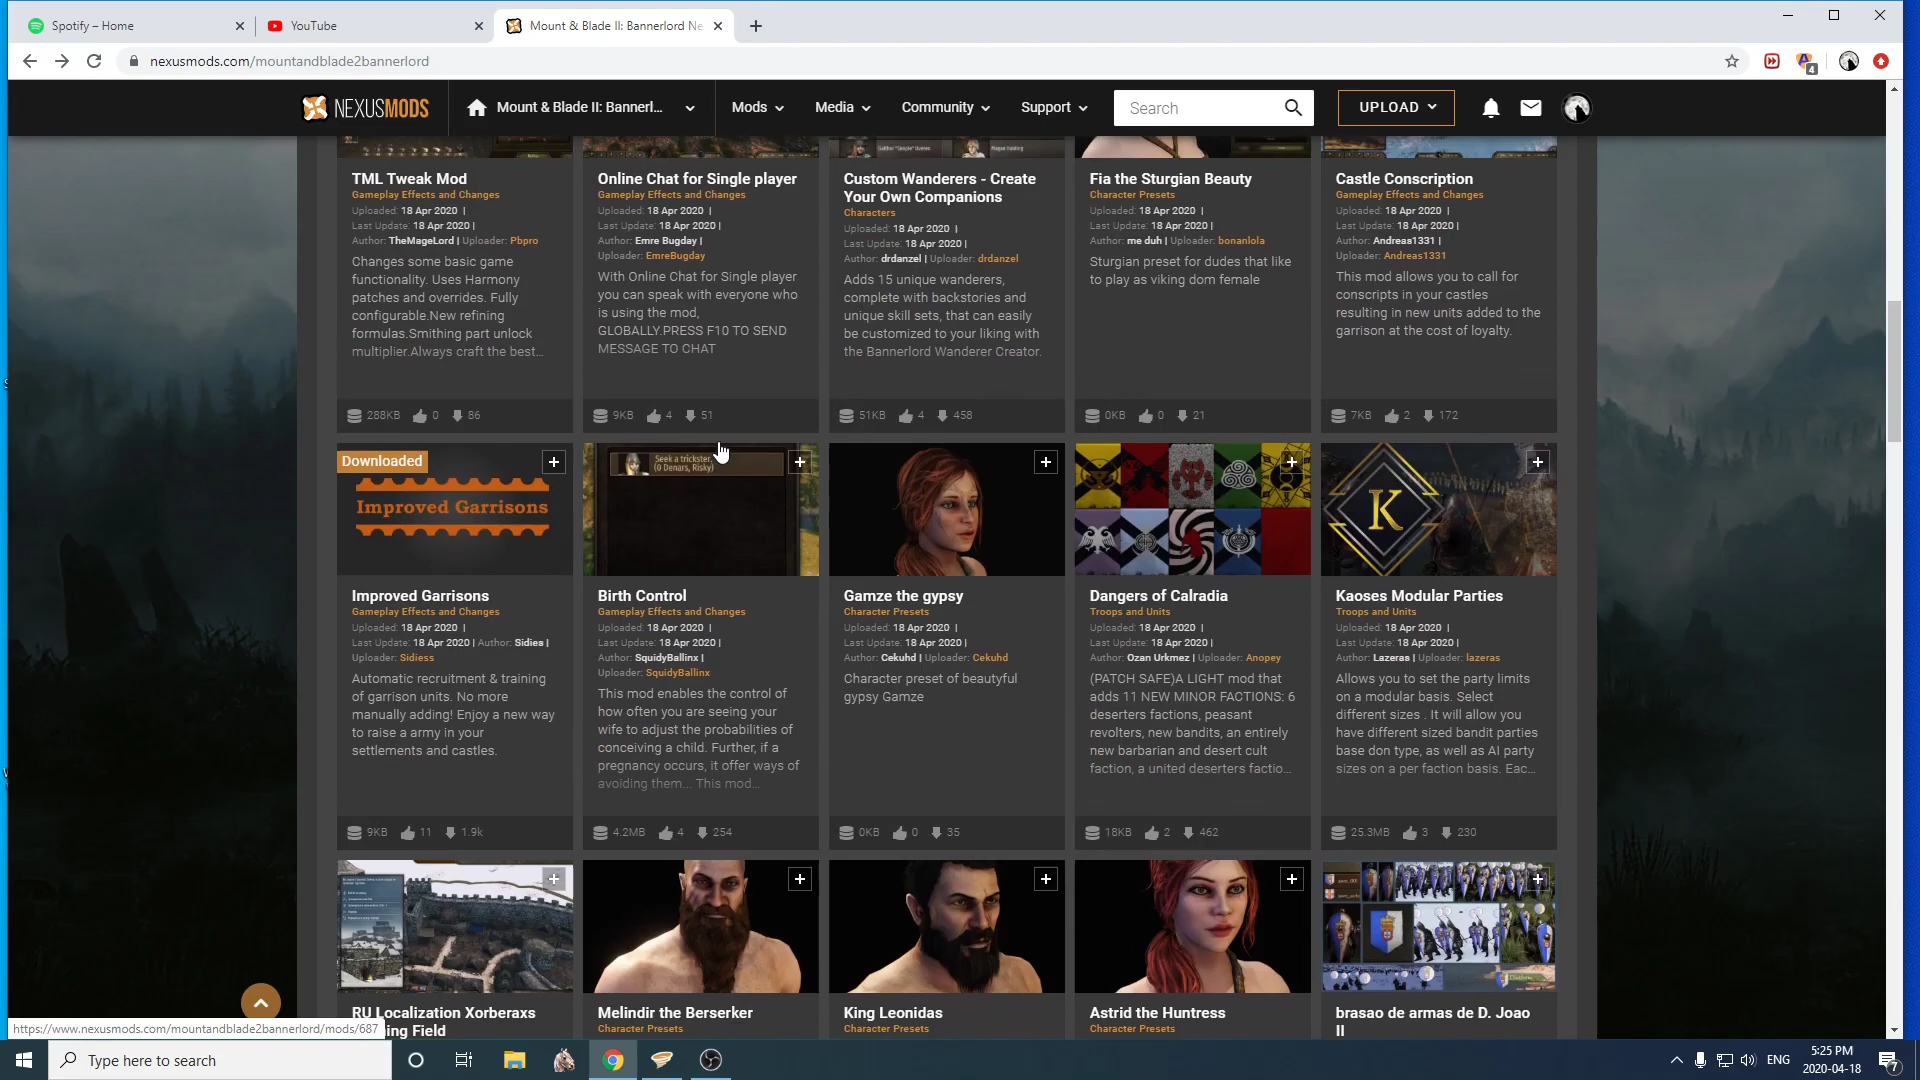 Spotify – Home
YouTube
Mount & Blade II: Bannerlord Ne
nexusmods.com/mountandblade2bannerlord
4
NEXUSMODS
Mount & Blade II: Bannerl...
Mods
Media
Community
Support
Search
UPLOAD
TML Tweak Mod
Gameplay Effects and Changes
Uploaded: 18 Apr 2020 |
Last Update: 18 Apr 2020 |
Author: TheMageLord | Uploader: Pbpro
Changes some basic game
functionality. Uses Harmony
patches and overrides. Fully
configurable.New refining
formulas.Smithing part unlock
multiplier.Always craft the best...
288KB 0 86
Online Chat for Single player
Gameplay Effects and Changes
Uploaded: 18 Apr 2020 |
Last Update: 18 Apr 2020 |
Author: Emre Bugday |
Uploader: EmreBugday
With Online Chat for Single player
you can speak with everyone who
is using the mod,
GLOBALLY.PRESS F10 TO SEND
MESSAGE TO CHAT
9KB 4 51
Custom Wanderers - Create
Your Own Companions
Characters
Uploaded: 18 Apr 2020 |
Last Update: 18 Apr 2020 |
Author: drdanzel | Uploader: drdanzel
Adds 15 unique wanderers,
complete with backstories and
unique skill sets, that can easily
be customized to your liking with
the Bannerlord Wanderer Creator.
51KB 4 458
Fia the Sturgian Beauty
Character Presets
Uploaded: 18 Apr 2020 |
Last Update: 18 Apr 2020 |
Author: me duh | Uploader: bonanlola
Sturgian preset for dudes that like
to play as viking dom female
0KB 0 21
Castle Conscription
Gameplay Effects and Changes
Uploaded: 18 Apr 2020 |
Last Update: 18 Apr 2020 |
Author: Andreas1331 |
Uploader: Andreas1331
This mod allows you to call for
conscripts in your castles
resulting in new units added to the
garrison at the cost of loyalty.
7KB 2 172
Downloaded
Improved Garrisons
Improved Garrisons
Gameplay Effects and Changes
Uploaded: 18 Apr 2020 |
Last Update: 18 Apr 2020 | Author: Sidies |
Uploader: Sidiess
Automatic recruitment & training
of garrison units. No more
manually adding! Enjoy a new way
to raise a army in your
settlements and castles.
9KB 11 1.9k
Seek a trickster.
(0 Denars, Risky)
Birth Control
Gameplay Effects and Changes
Uploaded: 18 Apr 2020 |
Last Update: 18 Apr 2020 |
Author: SquidyBallinx |
Uploader: SquidyBallinx
This mod enables the control of
how often you are seeing your
wife to adjust the probabilities of
conceiving a child. Further, if a
pregnancy occurs, it offer ways of
avoiding them... This mod...
4.2MB 4 254
Gamze the gypsy
Character Presets
Uploaded: 18 Apr 2020 |
Last Update: 18 Apr 2020 |
Author: Cekuhd | Uploader: Cekuhd
Character preset of beautyful
gypsy Gamze
0KB 0 35
Dangers of Calradia
Troops and Units
Uploaded: 18 Apr 2020 |
Last Update: 18 Apr 2020 |
Author: Ozan Urkmez | Uploader: Anopey
(PATCH SAFE)A LIGHT mod that
adds 11 NEW MINOR FACTIONS: 6
deserters factions, peasant
revolters, new bandits, an entirely
new barbarian and desert cult
faction, a united deserters factio...
18KB 2 462
K
Kaoses Modular Parties
Troops and Units
Uploaded: 18 Apr 2020 |
Last Update: 18 Apr 2020 |
Author: Lazeras | Uploader: lazeras
Allows you to set the party limits
on a modular basis. Select
different sizes . It will allow you
have different sized bandit parties
base don type, as well as AI party
sizes on a per faction basis. Eac...
25.3MB 3 230
RU Localization Xorberaxs
ing Field
Melindir the Berserker
Character Presets
King Leonidas
Character Presets
Astrid the Huntress
Character Presets
brasao de armas de D. Joao
II
https://www.nexusmods.com/mountandblade2bannerlord/mods/687
Type here to search
ENG
5:25 PM
2020-04-18
7